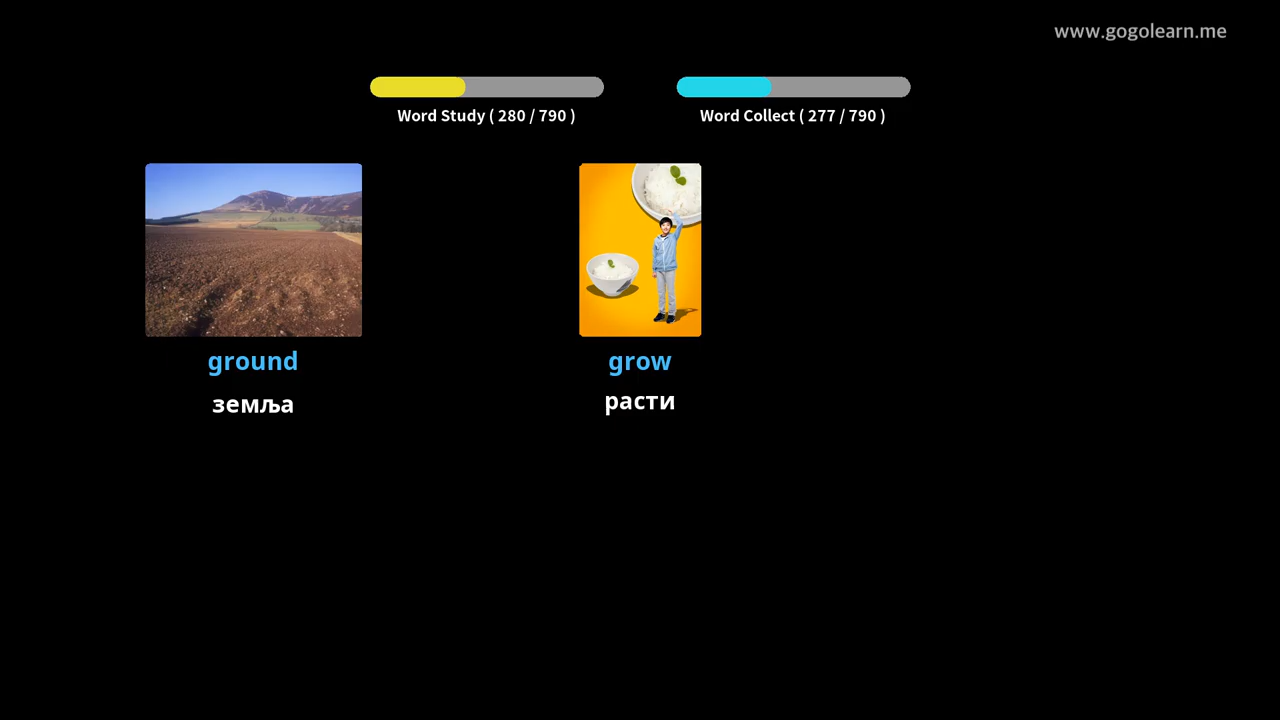 www.gogolearn.me
Word Study ( 280 / 790 )
Word Collect ( 277 / 790 )
ground
земља
grow
расти